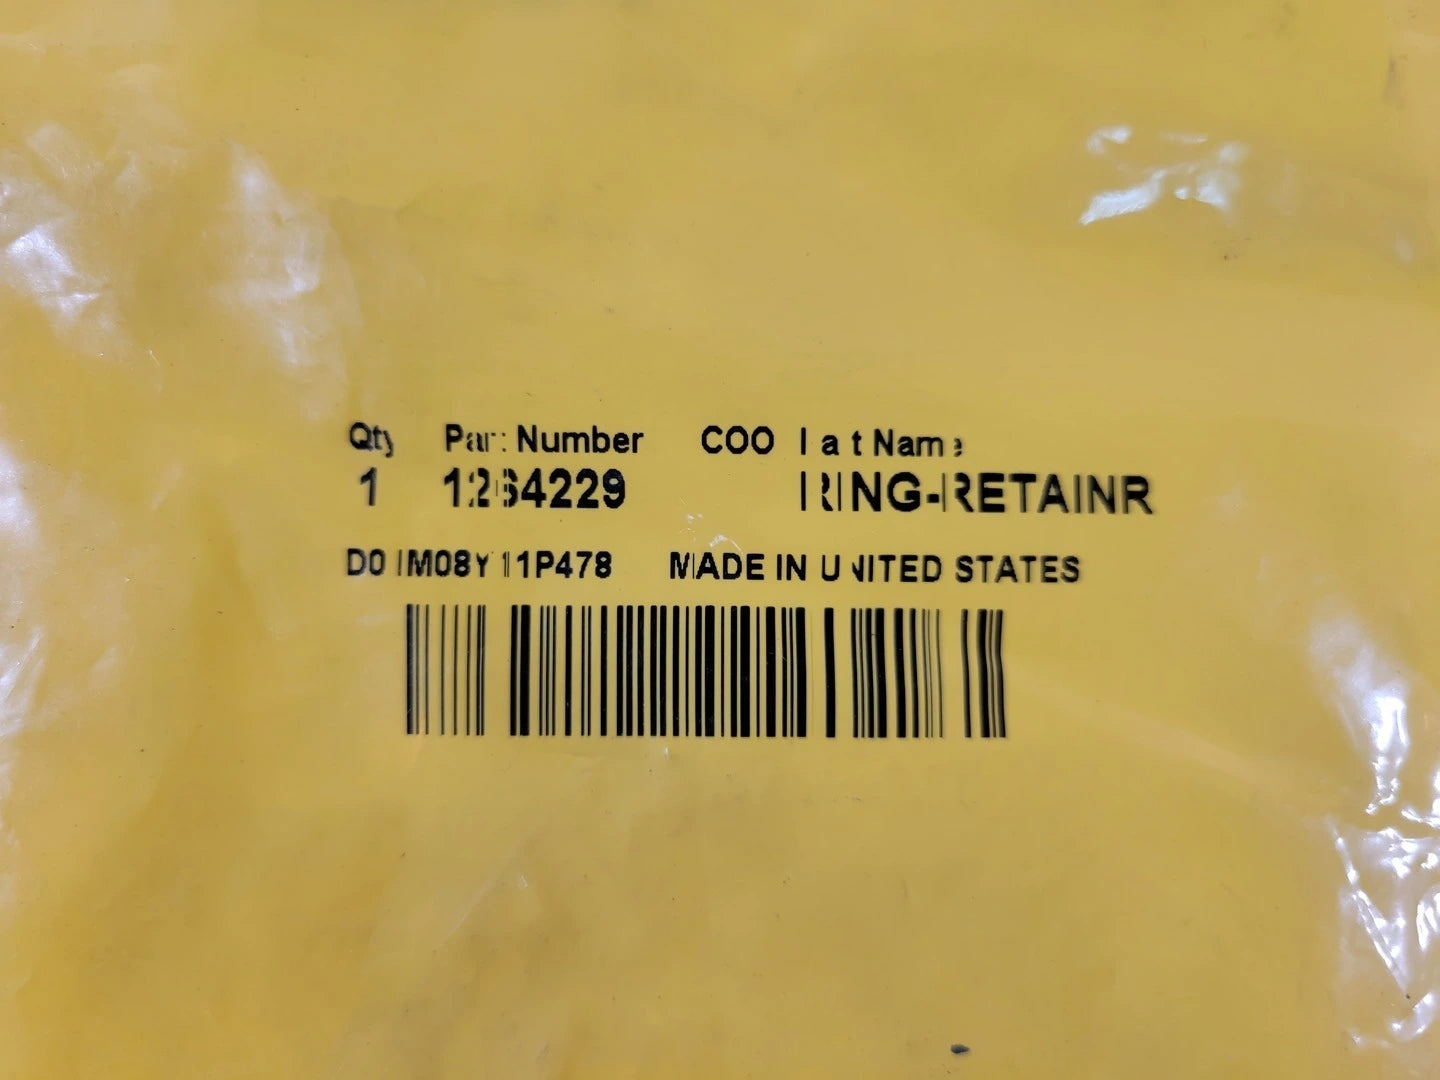 Qty Part Number COO Part Name
1 1264229 RING-RETAINR
MADE IN UNITED STATES